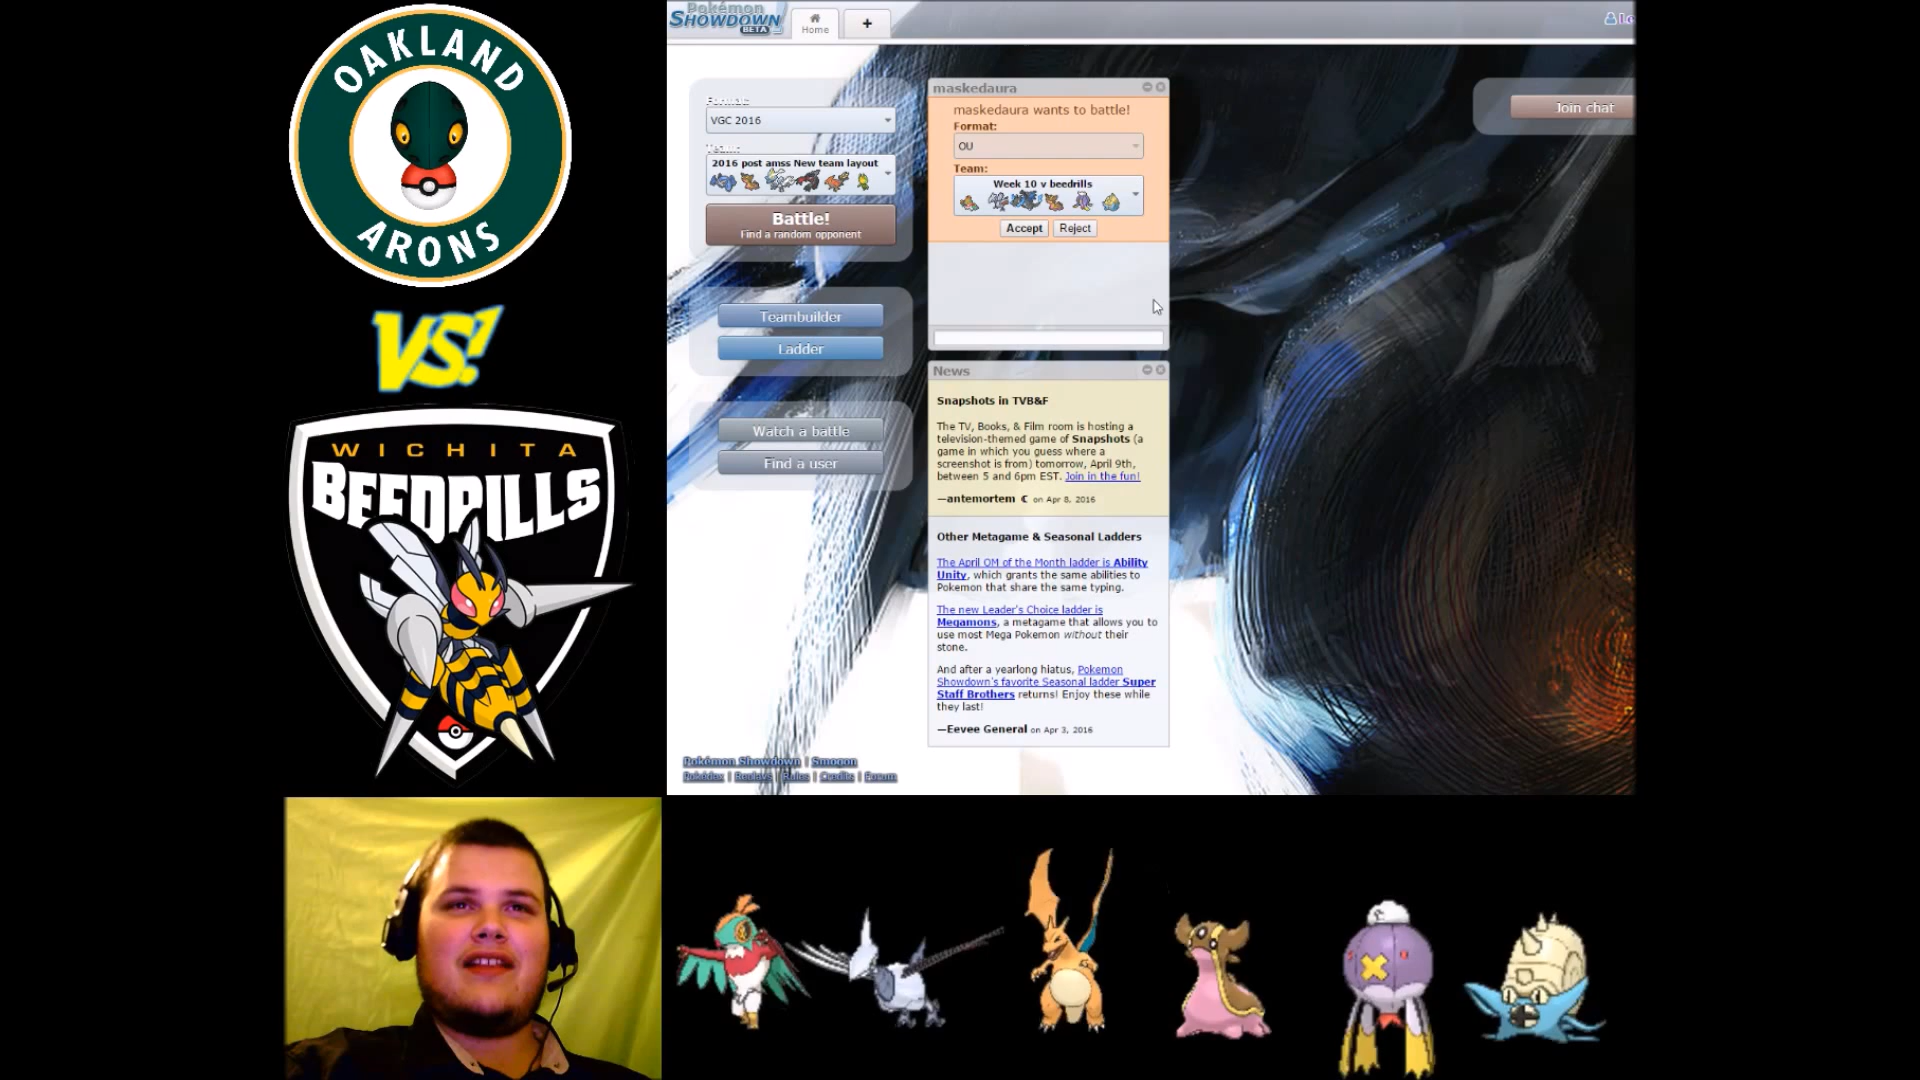 OAKLAND
ARONS
VS!
WICHITA
BEEDRILLS
Pokémon
SHOWDOWN
BETA
Home
+
Format:
VGC 2016
Team:
2016 post amss New team layout
Battle!
Find a random opponent
Teambuilder
Ladder
Watch a battle
Find a user
Pokémon Showdown | Smogon
Pokédex | Replays | Rules | Credits | Forum
maskedaura
maskedaura wants to battle!
Format:
OU
Team:
Week 10 v beedrills
Accept Reject
News
Snapshots in TVB&F
The TV, Books, & Film room is hosting a
television-themed game of Snapshots (a
game in which you guess where a
screenshot is from) tomorrow, April 9th,
between 5 and 6pm EST. Join in the fun!
—antemortem ☾ on Apr 8, 2016
Other Metagame & Seasonal Ladders
The April OM of the Month ladder is Ability
Unity, which grants the same abilities to
Pokemon that share the same typing.
The new Leader's Choice ladder is
Megamons, a metagame that allows you to
use most Mega Pokemon without their
stone.
And after a yearlong hiatus, Pokemon
Showdown's favorite Seasonal ladder Super
Staff Brothers returns! Enjoy these while
they last!
—Eevee General on Apr 3, 2016
Join chat